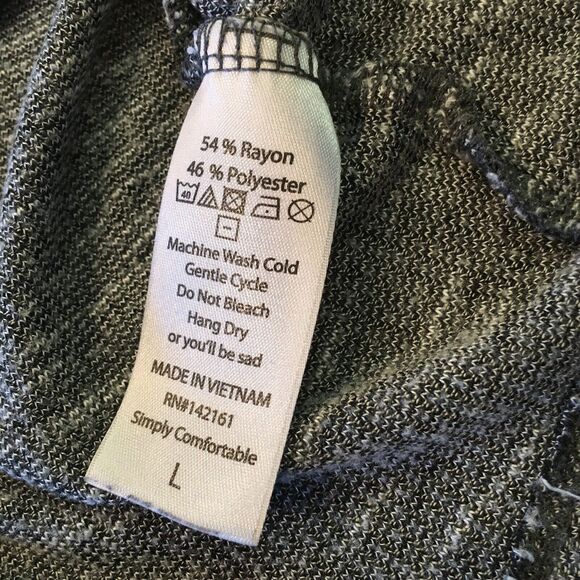 54 % Rayon
46 % Polyester
40
Machine Wash Cold
Gentle Cycle
Do Not Bleach
Hang Dry
or you'll be sad
MADE IN VIETNAM
RN#142161
Simply Comfortable
L